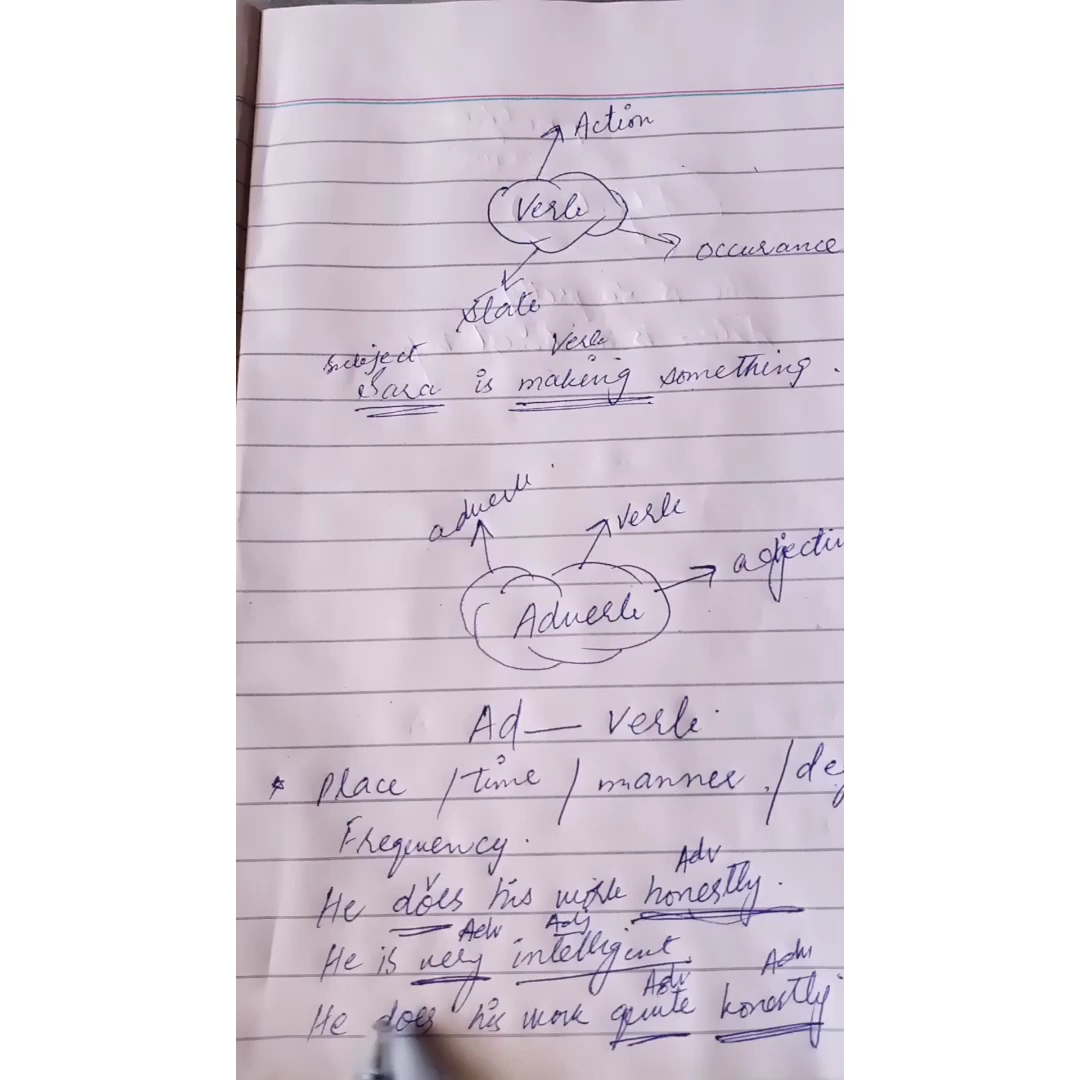 Action
Verb
occurance
State
Subject Verb
Sara is making something.
adverb.
Verb
Adverb
Ad — Verb.
* Place / time / manner /
Frequency.
Adv
V
He does his work honestly.
Adv Adj
He is very intelligent
Adv Adv
He does his work quite honestly